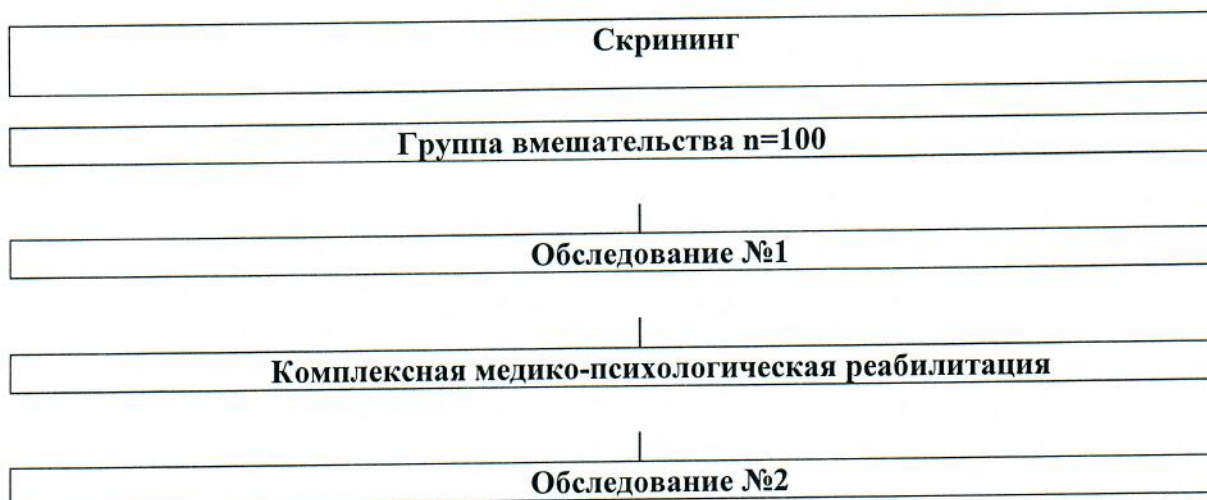 Скрининг
Группа вмешательства n=100
Обследование №1
Комплексная медико-психологическая реабилитация
Обследование №2